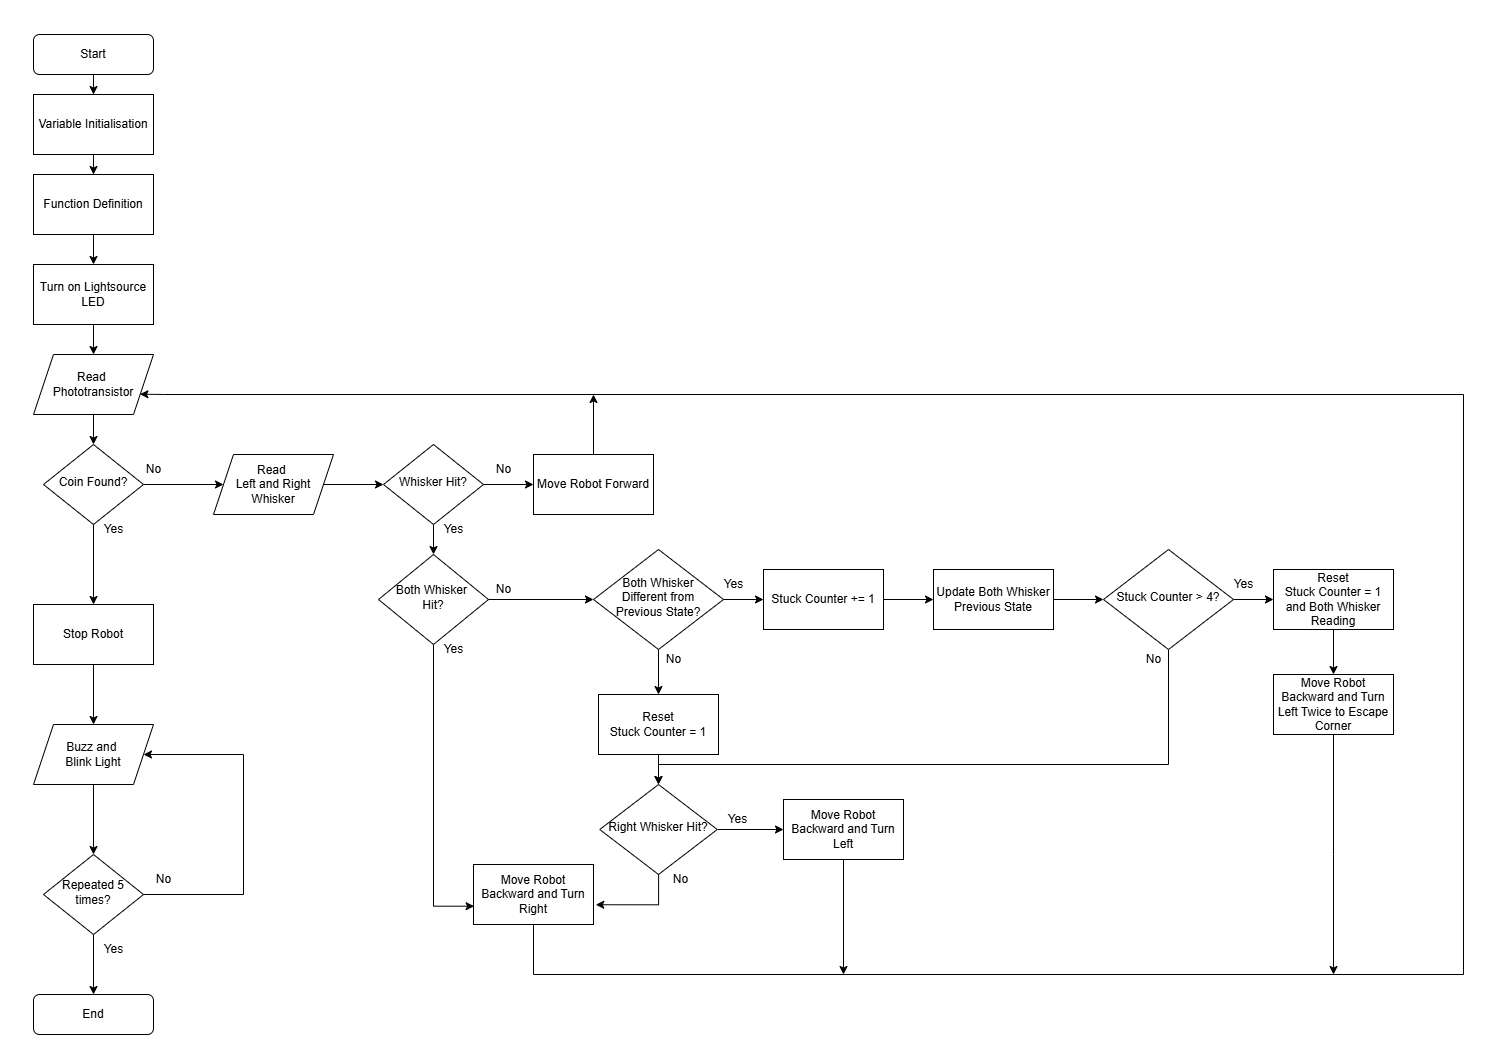 Start
Variable Initialisation
Function Definition
Turn on Lightsource
LED
Read
Phototransistor
Coin Found?
No
Yes
Read
Left and Right
Whisker
Whisker Hit?
No
Yes
Move Robot Forward
Both Whisker
Hit?
No
Yes
Both Whisker
Different from
Previous State?
Yes
No
Stuck Counter += 1
Update Both Whisker
Previous State
Stuck Counter > 4?
Yes
No
Reset
Stuck Counter = 1
and Both Whisker
Reading
Move Robot
Backward and Turn
Left Twice to Escape
Corner
Reset
Stuck Counter = 1
Right Whisker Hit?
Yes
No
Move Robot
Backward and Turn
Left
Move Robot
Backward and Turn
Right
Stop Robot
Buzz and
Blink Light
Repeated 5
times?
No
Yes
End